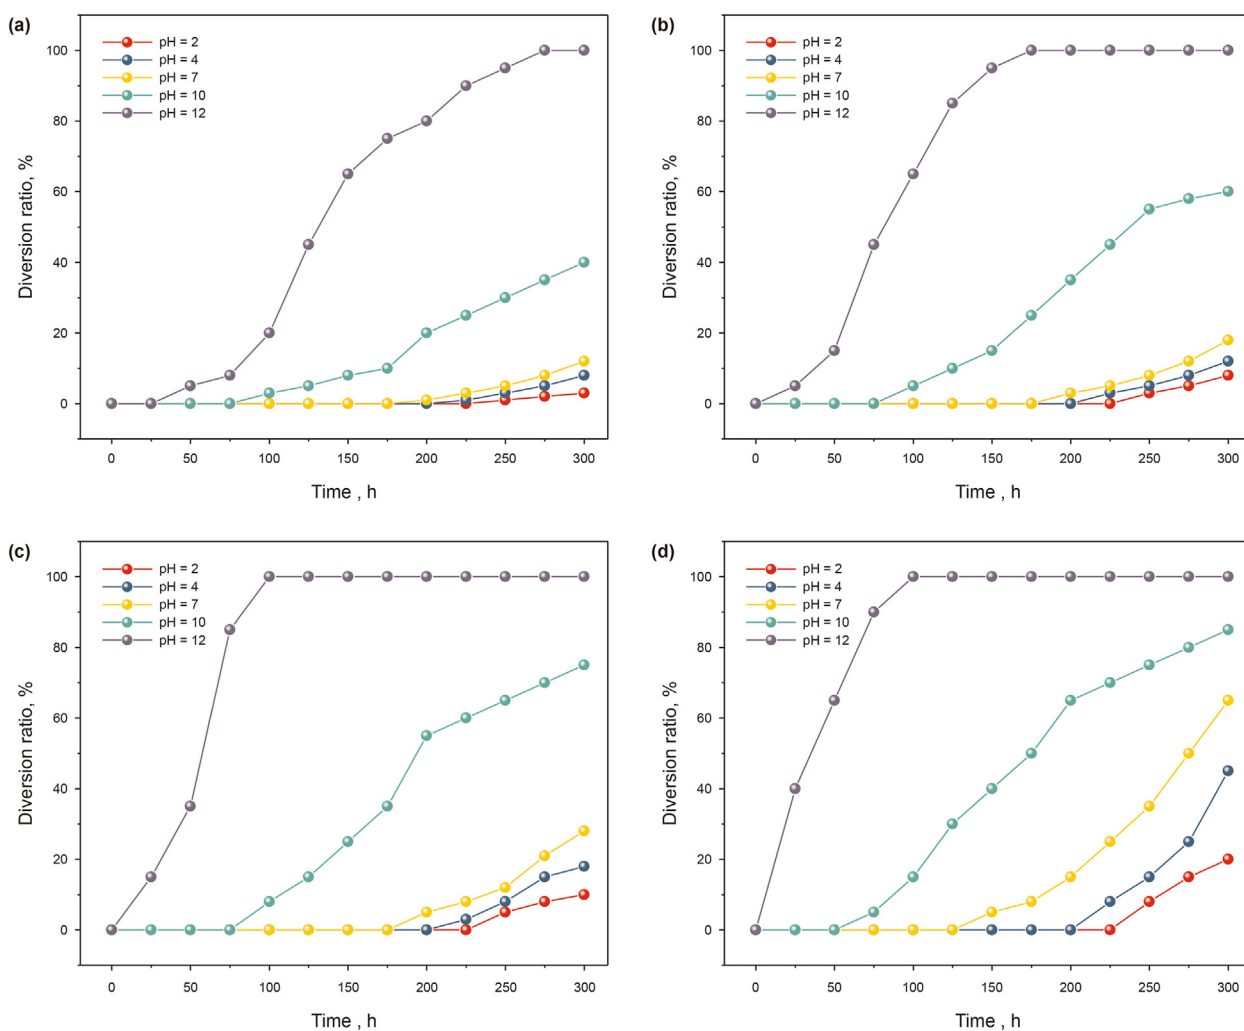 (a)
pH = 2
pH = 4
pH = 7
pH = 10
pH = 12
Diversion ratio, %
100
80
60
40
20
0
0 50 100 150 200 250 300
Time , h
(b)
pH = 2
pH = 4
pH = 7
pH = 10
pH = 12
Diversion ratio, %
100
80
60
40
20
0
0 50 100 150 200 250 300
Time , h
(c)
pH = 2
pH = 4
pH = 7
pH = 10
pH = 12
Diversion ratio, %
100
80
60
40
20
0
0 50 100 150 200 250 300
Time , h
(d)
pH = 2
pH = 4
pH = 7
pH = 10
pH = 12
Diversion ratio, %
100
80
60
40
20
0
0 50 100 150 200 250 300
Time , h